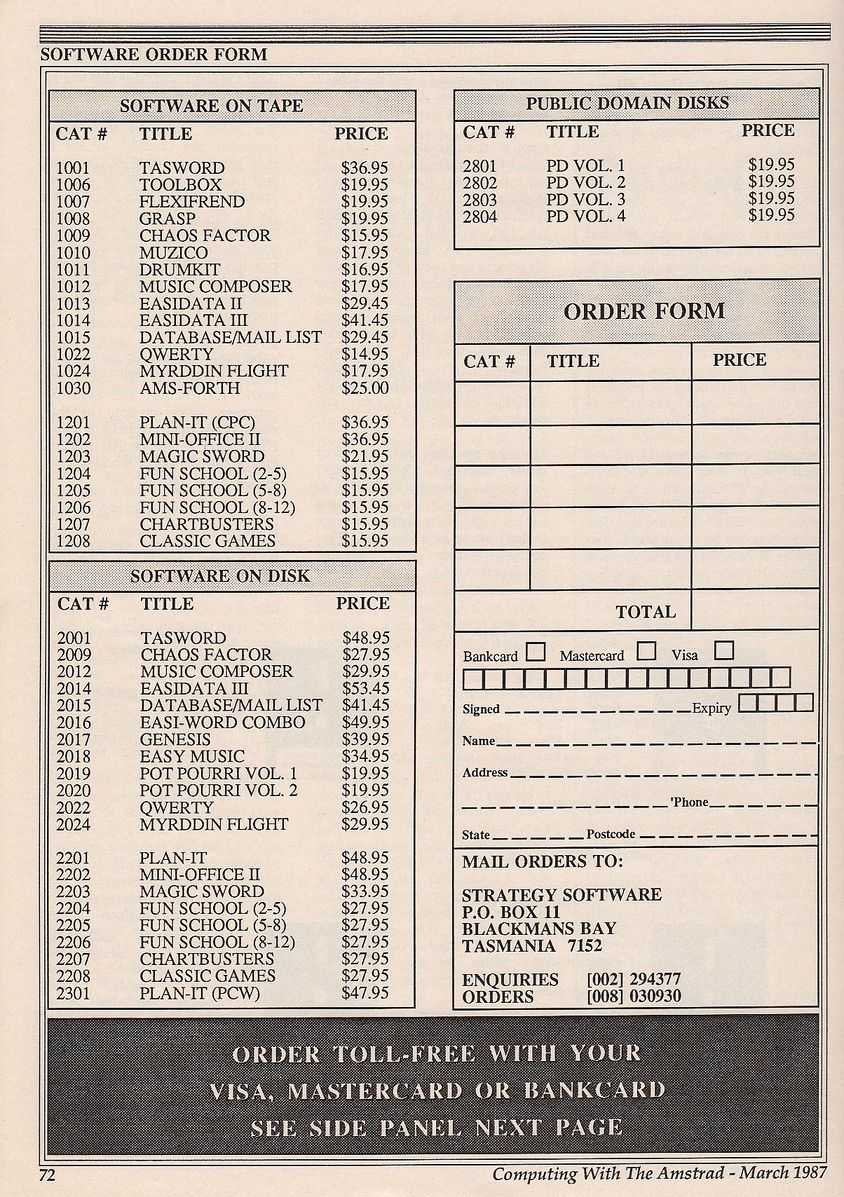 SOFTWARE ORDER FORM
SOFTWARE ON TAPE
CAT # TITLE PRICE
1001 TASWORD $36.95
1006 TOOLBOX $19.95
1007 FLEXIFREND $19.95
1008 GRASP $19.95
1009 CHAOS FACTOR $15.95
1010 MUZICO $17.95
1011 DRUMKIT $16.95
1012 MUSIC COMPOSER $17.95
1013 EASIDATA II $29.45
1014 EASIDATA III $41.45
1015 DATABASE/MAIL LIST $29.45
1022 QWERTY $14.95
1024 MYRDDIN FLIGHT $17.95
1030 AMS-FORTH $25.00
1201 PLAN-IT (CPC) $36.95
1202 MINI-OFFICE II $36.95
1203 MAGIC SWORD $21.95
1204 FUN SCHOOL (2-5) $15.95
1205 FUN SCHOOL (5-8) $15.95
1206 FUN SCHOOL (8-12) $15.95
1207 CHARTBUSTERS $15.95
1208 CLASSIC GAMES $15.95
SOFTWARE ON DISK
CAT # TITLE PRICE
2001 TASWORD $48.95
2009 CHAOS FACTOR $27.95
2012 MUSIC COMPOSER $29.95
2014 EASIDATA III $53.45
2015 DATABASE/MAIL LIST $41.45
2016 EASI-WORD COMBO $49.95
2017 GENESIS $39.95
2018 EASY MUSIC $34.95
2019 POT POURRI VOL. 1 $19.95
2020 POT POURRI VOL. 2 $19.95
2022 QWERTY $26.95
2024 MYRDDIN FLIGHT $29.95
2201 PLAN-IT $48.95
2202 MINI-OFFICE II $48.95
2203 MAGIC SWORD $33.95
2204 FUN SCHOOL (2-5) $27.95
2205 FUN SCHOOL (5-8) $27.95
2206 FUN SCHOOL (8-12) $27.95
2207 CHARTBUSTERS $27.95
2208 CLASSIC GAMES $27.95
2301 PLAN-IT (PCW) $47.95
PUBLIC DOMAIN DISKS
CAT # TITLE PRICE
2801 PD VOL. 1 $19.95
2802 PD VOL. 2 $19.95
2803 PD VOL. 3 $19.95
2804 PD VOL. 4 $19.95
ORDER FORM
CAT # TITLE PRICE
TOTAL
Bankcard Mastercard Visa
Signed Expiry
Name
Address
'Phone
State Postcode
MAIL ORDERS TO:
STRATEGY SOFTWARE
P.O. BOX 11
BLACKMANS BAY
TASMANIA 7152
ENQUIRIES [002] 294377
ORDERS [008] 030930
ORDER TOLL-FREE WITH YOUR
VISA, MASTERCARD OR BANKCARD
SEE SIDE PANEL NEXT PAGE
72
Computing With The Amstrad - March 1987